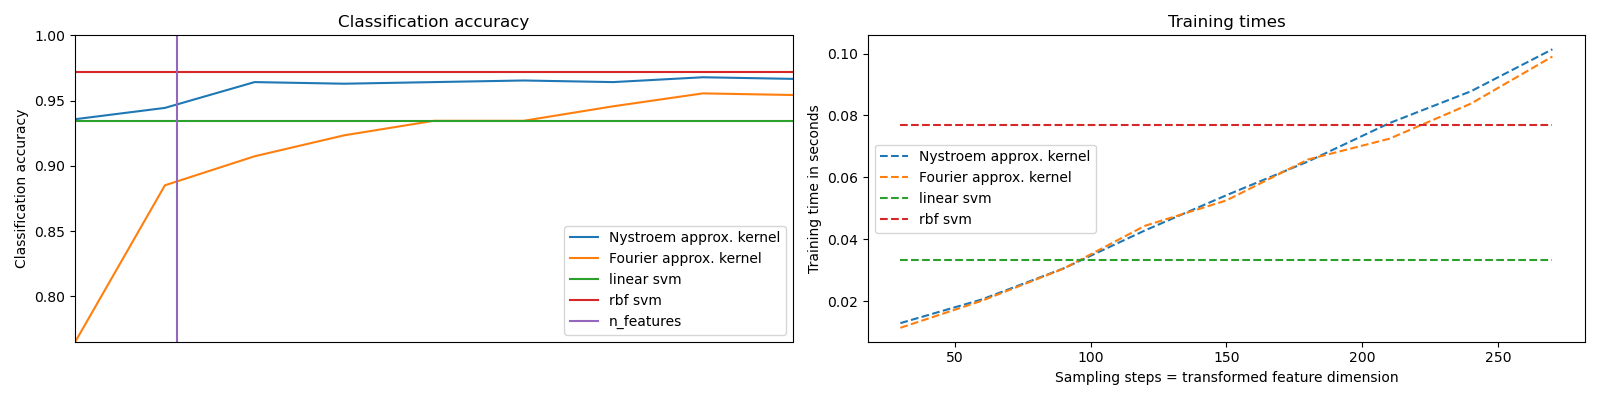 Classification accuracy
Classification accuracy
1.00
0.95
0.90
0.85
0.80
Nystroem approx. kernel
Fourier approx. kernel
linear svm
rbf svm
n_features
Training times
Training time in seconds
0.10
0.08
0.06
0.04
0.02
Nystroem approx. kernel
Fourier approx. kernel
linear svm
rbf svm
50
100
150
200
250
Sampling steps = transformed feature dimension